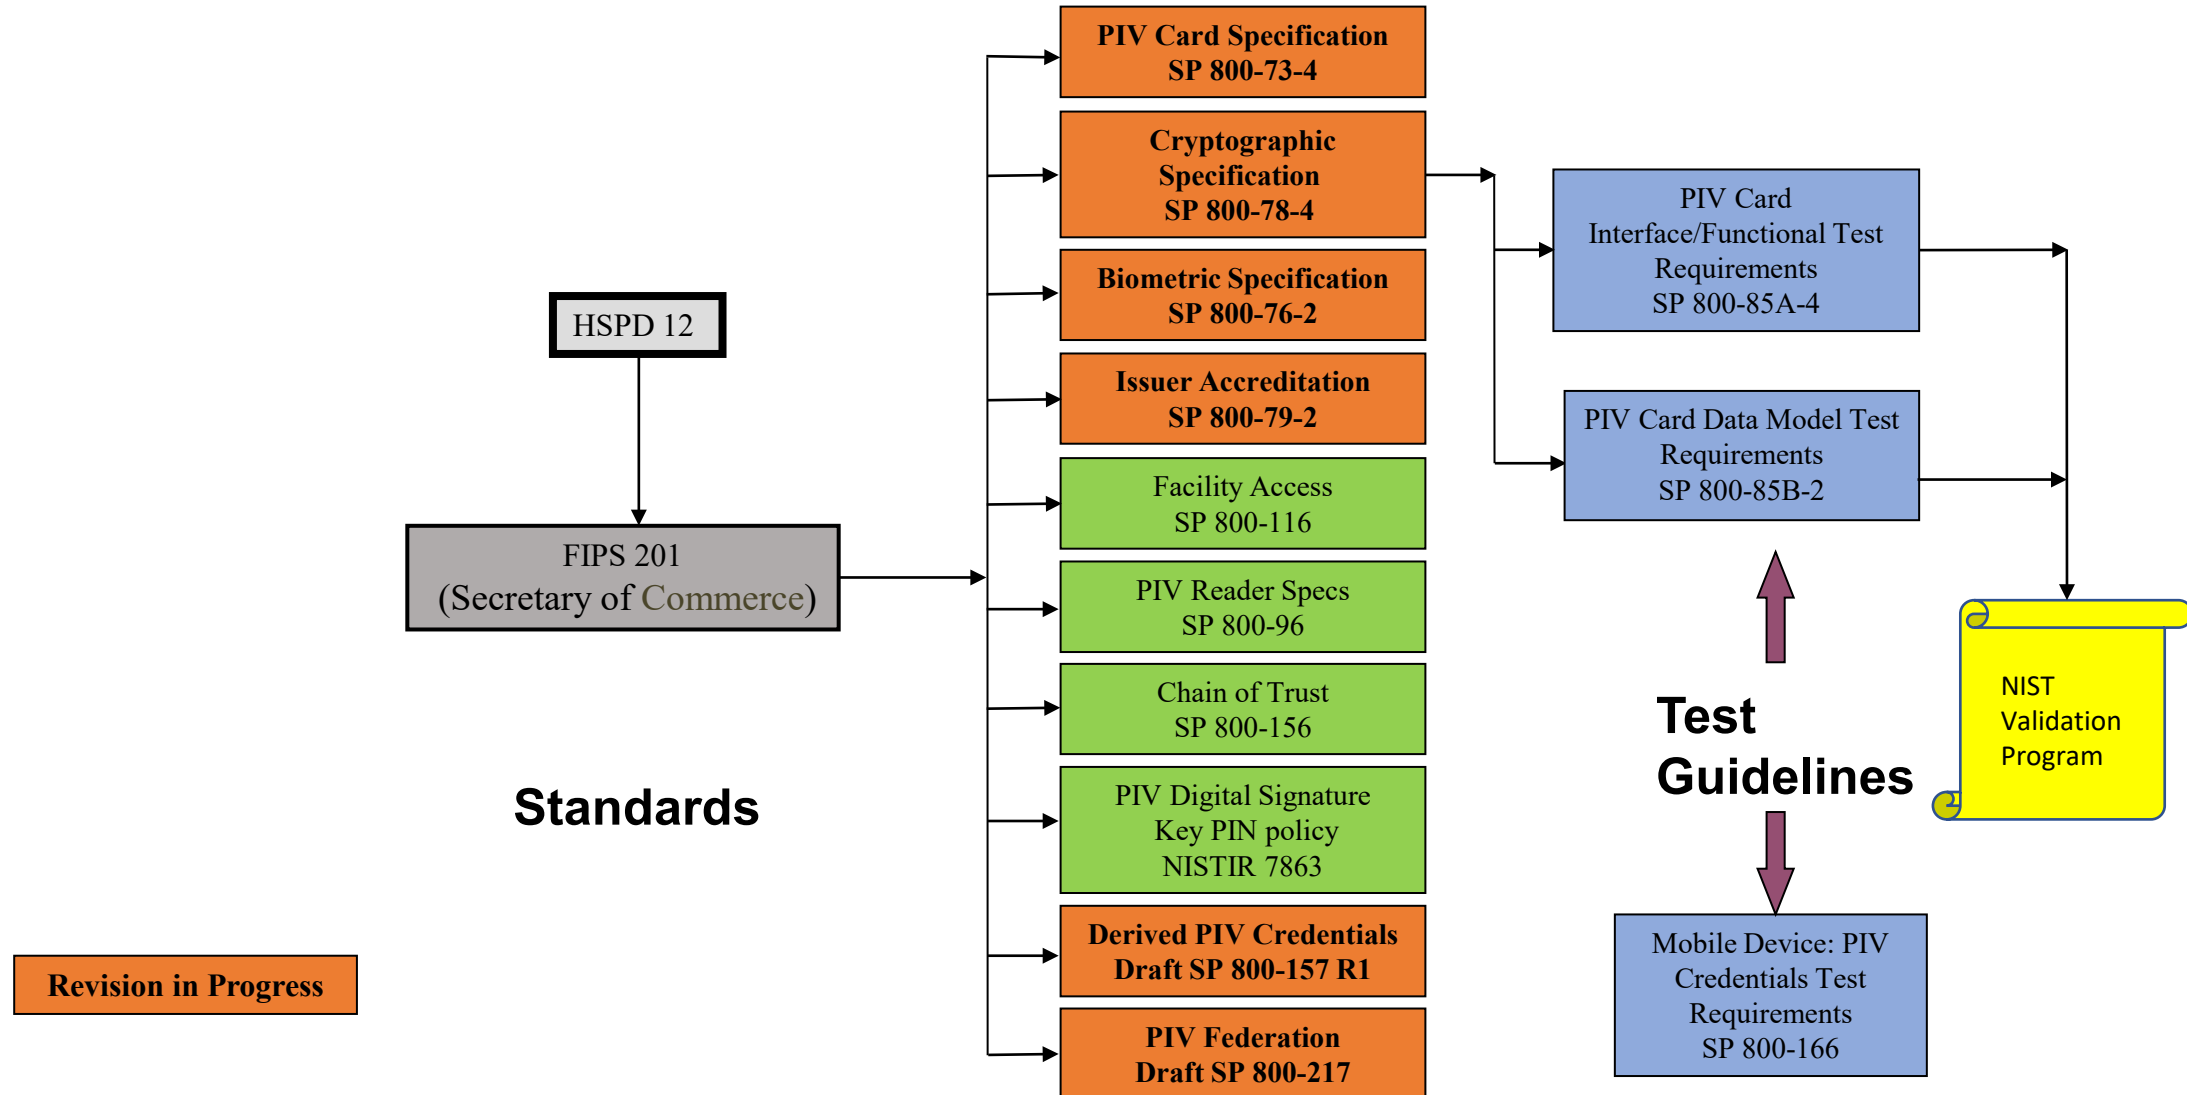 PIV Card Specification
SP 800-73-4
Cryptographic
Specification
SP 800-78-4
Biometric Specification
SP 800-76-2
Issuer Accreditation
SP 800-79-2
Facility Access
SP 800-116
PIV Reader Specs
SP 800-96
Chain of Trust
SP 800-156
PIV Digital Signature
Key PIN policy
NISTIR 7863
Derived PIV Credentials
Draft SP 800-157 R1
PIV Federation
Draft SP 800-217
HSPD 12
FIPS 201
(Secretary of Commerce)
Standards
Revision in Progress
PIV Card
Interface/Functional Test
Requirements
SP 800-85A-4
PIV Card Data Model Test
Requirements
SP 800-85B-2
Test
Guidelines
Mobile Device: PIV
Credentials Test
Requirements
SP 800-166
NIST
Validation
Program